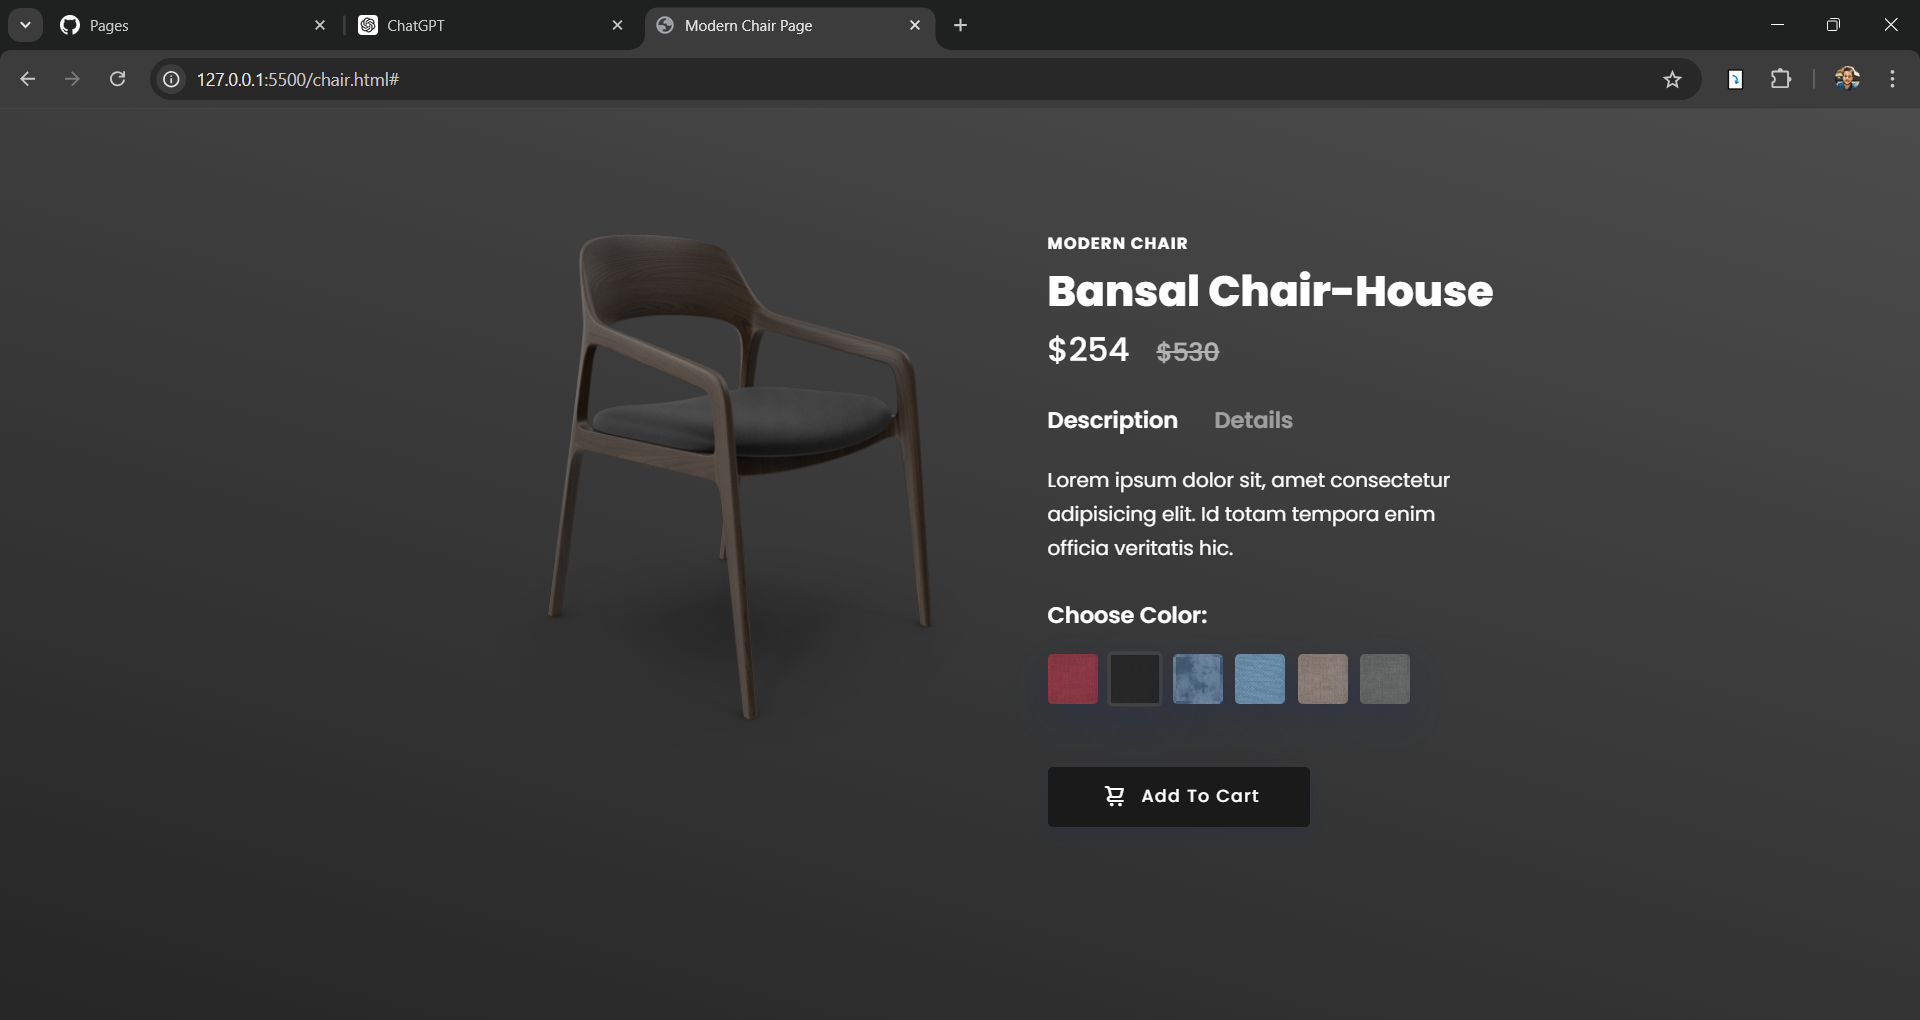 Pages
ChatGPT
Modern Chair Page
127.0.0.1:5500/chair.html#
MODERN CHAIR
Bansal Chair-House
$254 $530
Description Details
Lorem ipsum dolor sit, amet consectetur
adipisicing elit. Id totam tempora enim
officia veritatis hic.
Choose Color:
Add To Cart